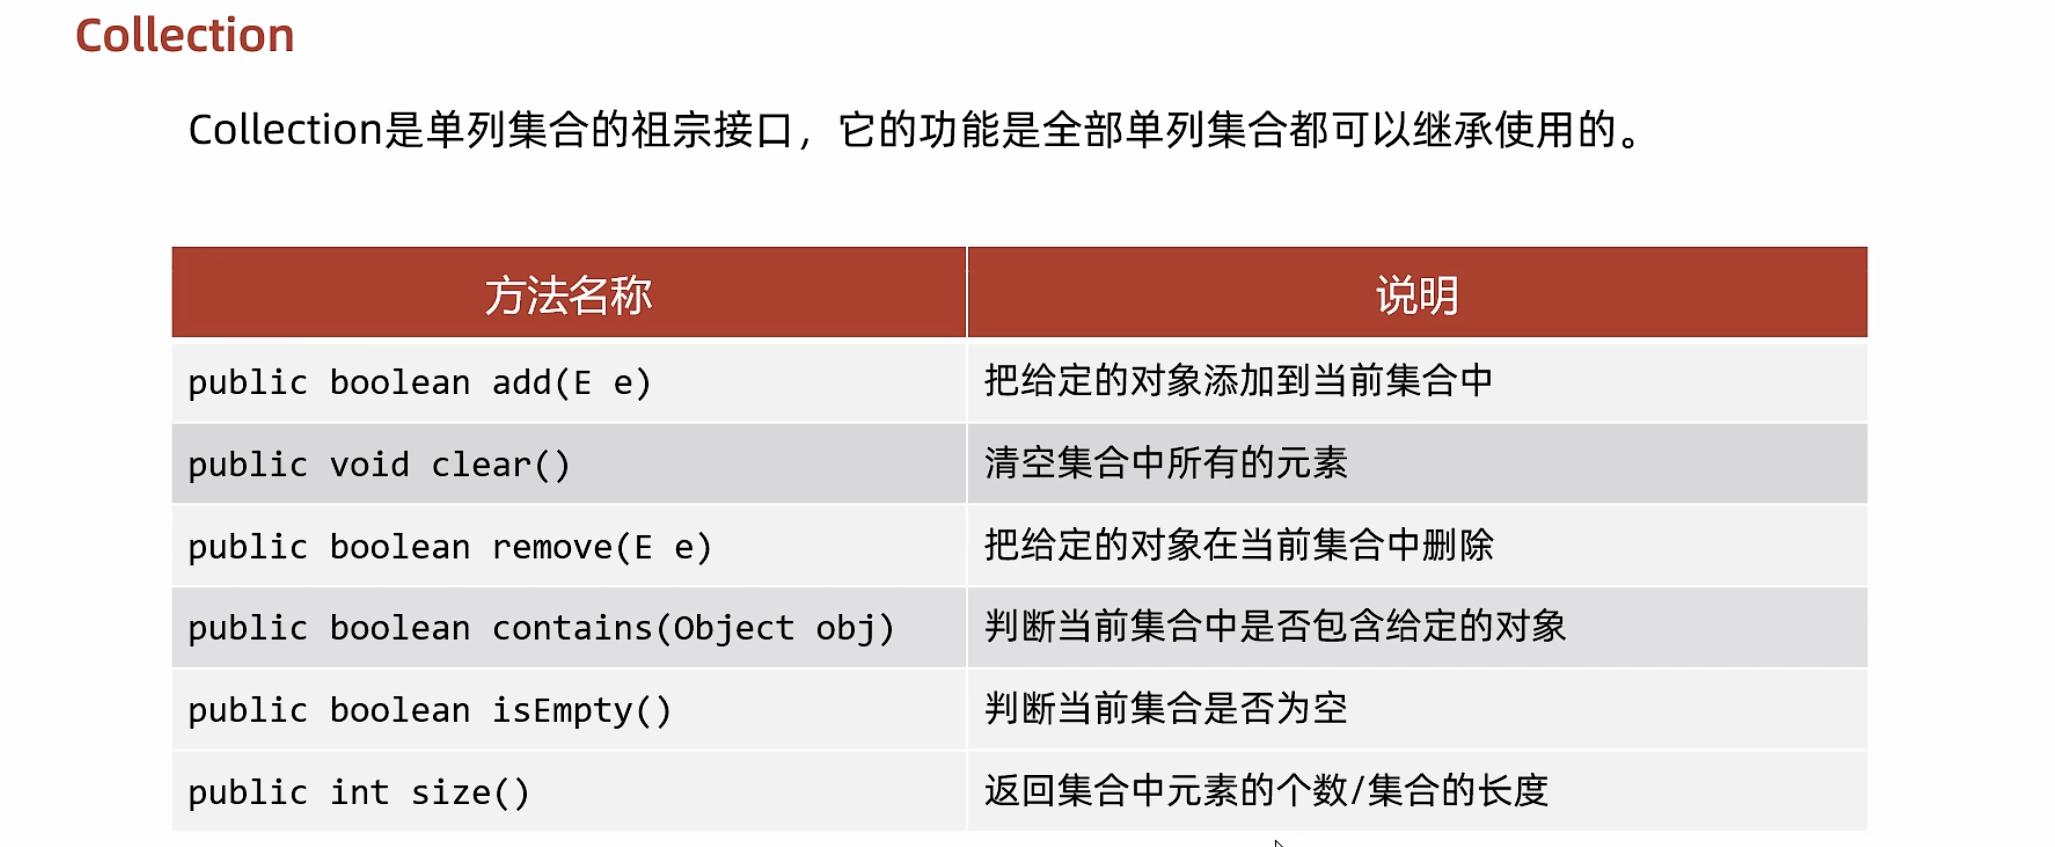 Collection
Collection是单列集合的祖宗接口，它的功能是全部单列集合都可以继承使用的。
方法名称 说明
public boolean add(E e) 把给定的对象添加到当前集合中
public void clear() 清空集合中所有的元素
public boolean remove(E e) 把给定的对象在当前集合中删除
public boolean contains(Object obj) 判断当前集合中是否包含给定的对象
public boolean isEmpty() 判断当前集合是否为空
public int size() 返回集合中元素的个数/集合的长度